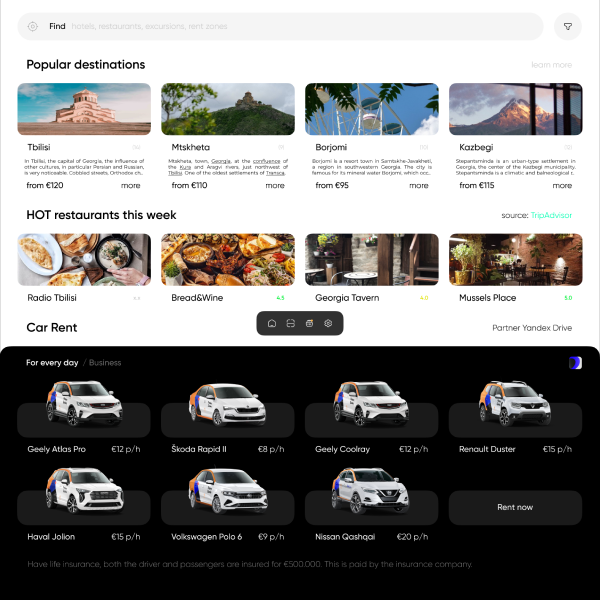 Find hotels, restaurants, excursions, rent zones
Popular destinations
learn more
Tbilisi
Mtskheta
Borjomi
Kazbegi
In Tbilisi, the capital of Georgia, the influence of
other cultures, in particular Persian and Russian,
is very noticeable. Cobbled streets, Orthodox ch..
Mtskheta, town, Georgia, at the confluence of
the Kura and Aragvi rivers, just northwest of
Tbilisi. One of the oldest settlements of Transca.
Borjomi is a resort town in Samtskhe-Javakheti,
a region in southwestern Georgia. The city is
famous for its mineral water Borjomi, which occ..
Stepantsminda is an urban-type settlement in
Georgia, the center of the Kazbegi municipality.
Stepantsminda is a climatic and balneological r.
from €120 more
from €110 more
from €95 more
from €115 more
HOT restaurants this week
source: TripAdvisor
Radio Tbilisi
Bread&Wine 4.5
Georgia Tavern 4.0
Mussels Place 5.0
Car Rent
Partner Yandex Drive
For every day / Business
Geely Atlas Pro €12 p/h
Škoda Rapid II €8 p/h
Geely Coolray €12 p/h
Renault Duster €15 p/h
Haval Jolion €15 p/h
Volkswagen Polo 6 €9 p/h
Nissan Qashqai €20 p/h
Rent now
Have life insurance, both the driver and passengers are insured for €500.000. This is paid by the insurance company.